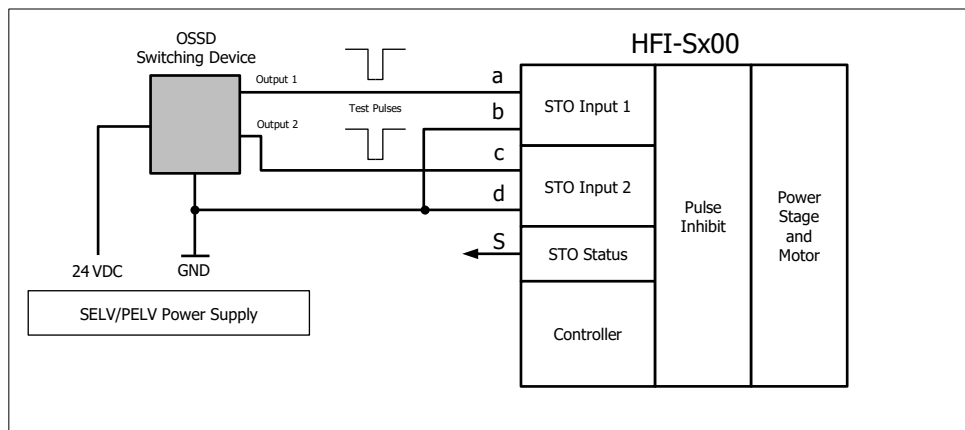 OSSD
Switching Device
HFI-Sx00
Output 1
a
Test Pulses
b
STO Input 1
Output 2
c
STO Input 2
d
Pulse
Inhibit
Power
Stage
and
Motor
S
STO Status
24 VDC
GND
SELV/PELV Power Supply
Controller